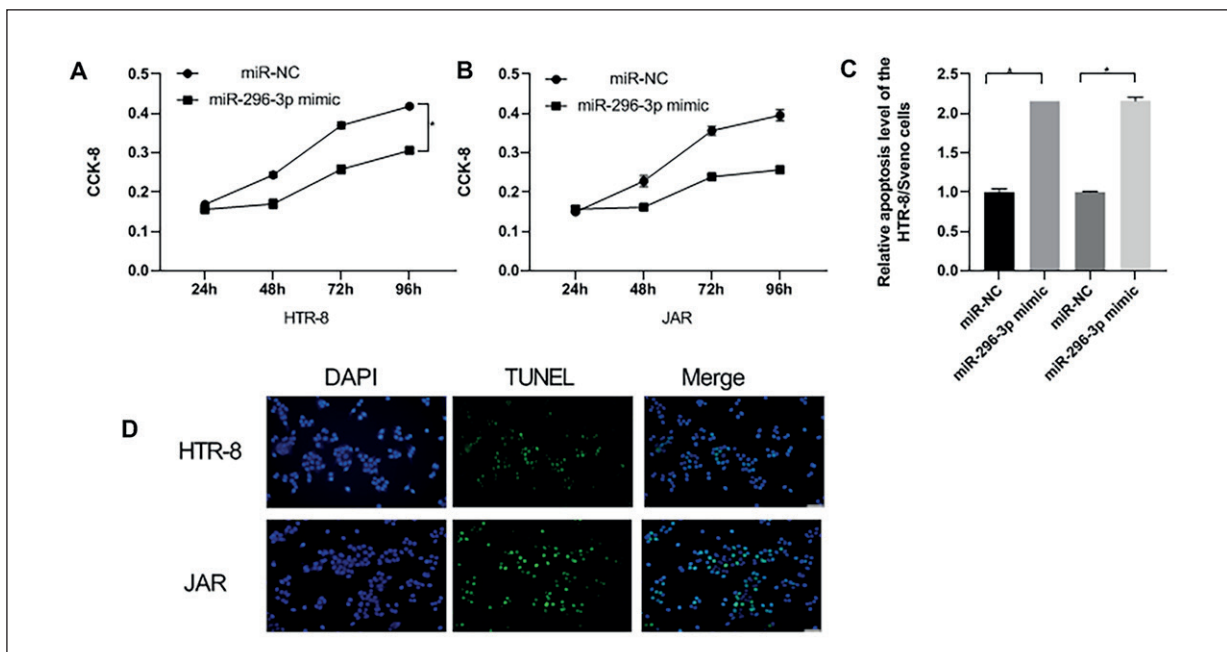 A
miR-NC
miR-296-3p mimic
CCK-8
0.5
0.4
0.3
0.2
0.1
0.0
24h
48h
72h
96h
*
HTR-8
B
miR-NC
miR-296-3p mimic
CCK-8
0.5
0.4
0.3
0.2
0.1
0.0
24h
48h
72h
96h
JAR
C
Relative apoptosis level of the
HTR-8/Sveno cells
2.5
2.0
1.5
1.0
0.5
0.0
*
*
miR-NC
miR-296-3p mimic
miR-NC
miR-296-3p mimic
D
DAPI
TUNEL
Merge
HTR-8
JAR